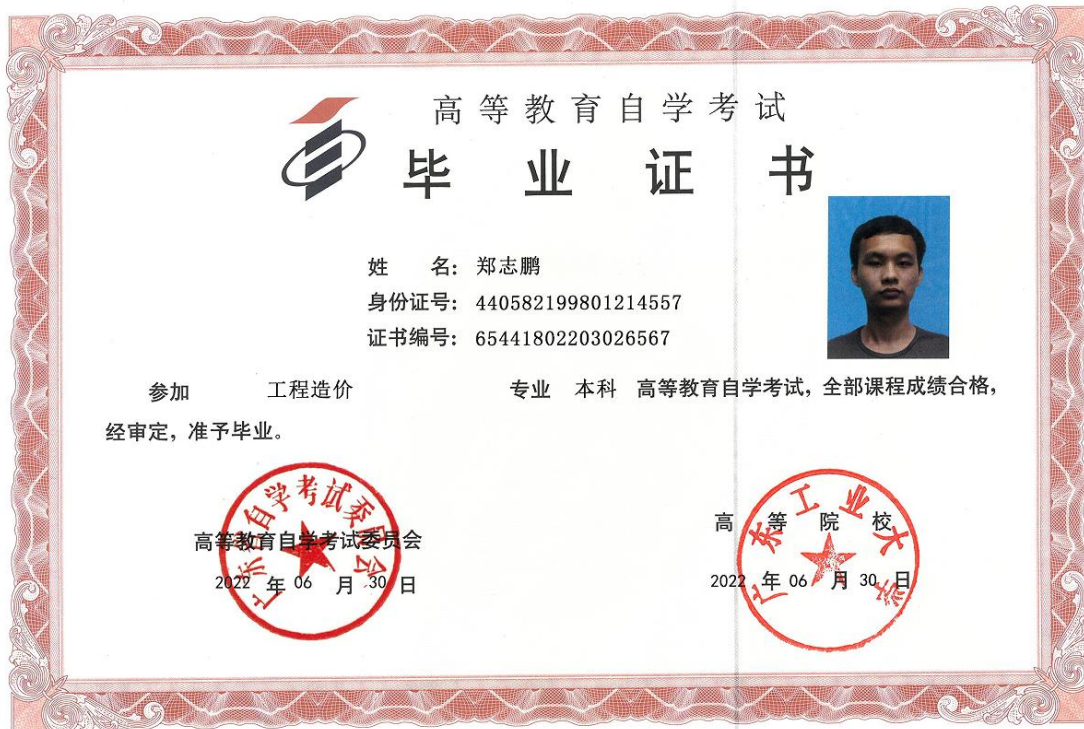 高等教育自学考试
毕业证书
姓名：郑志鹏
身份证号：440582199801214557
证书编号：65441802203026567
参加 工程造价 专业 本科 高等教育自学考试，全部课程成绩合格，
经审定，准予毕业。
广东省自学考试委员会
高等教育自学考试委员会
2022 年 06 月 30 日
广东工业大学
高等院校
2022 年 06 月 30 日